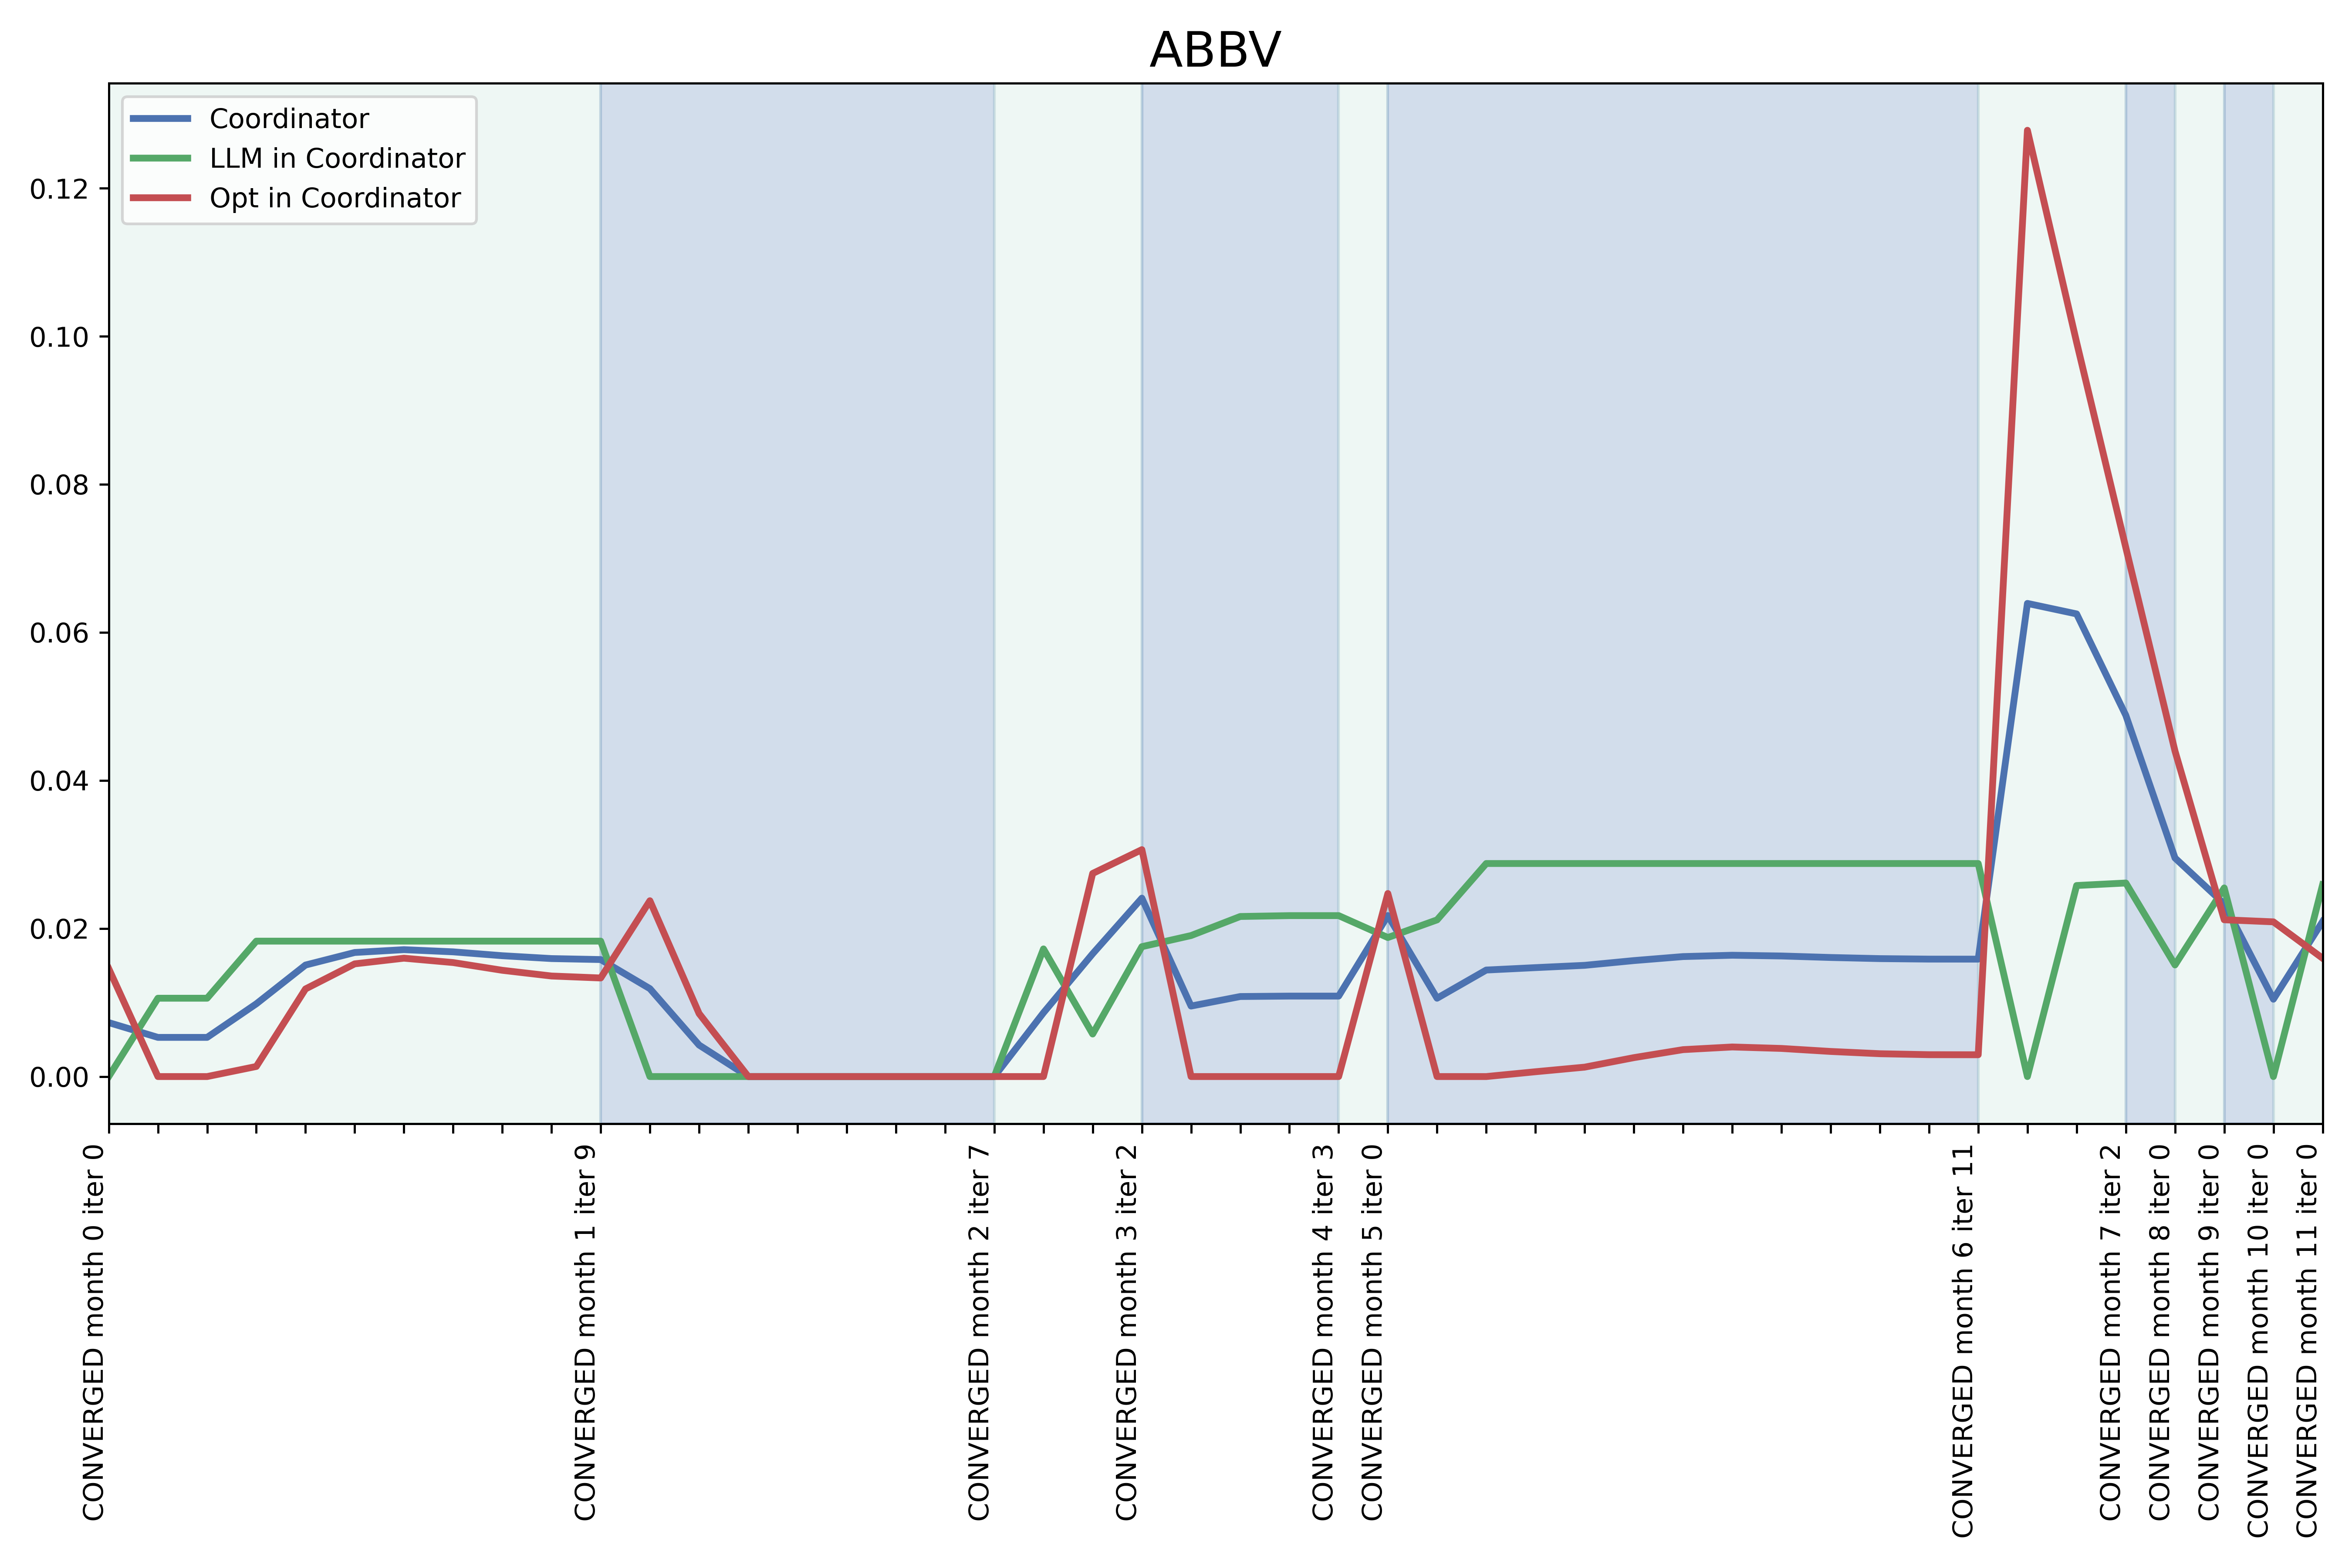 ABBV
Coordinator
LLM in Coordinator
Opt in Coordinator
0.12
0.10
0.08
0.06
0.04
0.02
0.00
CONVERGED month 0 iter 0
CONVERGED month 1 iter 9
CONVERGED month 2 iter 7
CONVERGED month 3 iter 2
CONVERGED month 4 iter 3
CONVERGED month 5 iter 0
CONVERGED month 6 iter 11
CONVERGED month 7 iter 2
CONVERGED month 8 iter 0
CONVERGED month 9 iter 0
CONVERGED month 10 iter 0
CONVERGED month 11 iter 0